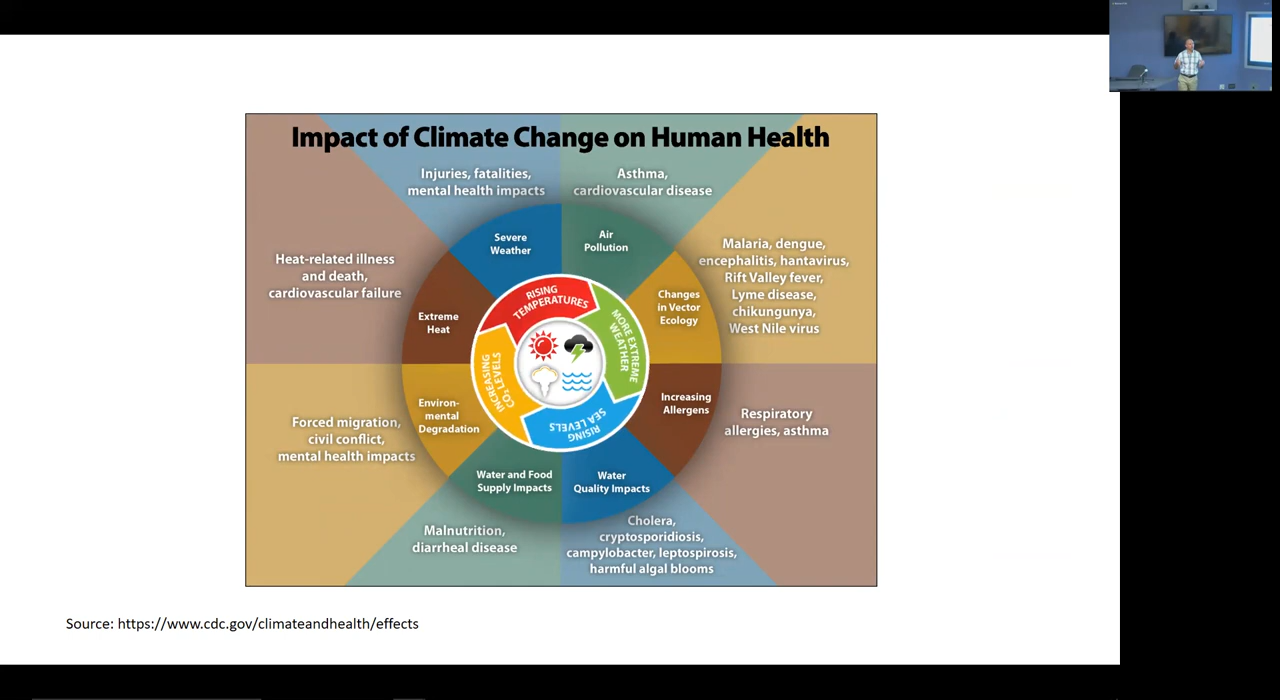 Impact of Climate Change on Human Health
Injuries, fatalities,
mental health impacts
Asthma,
cardiovascular disease
Severe
Weather
Air
Pollution
Heat-related illness
and death,
cardiovascular failure
Malaria, dengue,
encephalitis, hantavirus,
Rift Valley fever,
Lyme disease,
chikungunya,
West Nile virus
Extreme
Heat
Changes
in Vector
Ecology
RISING
TEMPERATURES
MORE EXTREME
WEATHER
INCREASING
CO₂ LEVELS
RISING
SEA LEVELS
Environ-
mental
Degradation
Increasing
Allergens
Forced migration,
civil conflict,
mental health impacts
Respiratory
allergies, asthma
Water and Food
Supply Impacts
Water
Quality Impacts
Malnutrition,
diarrheal disease
Cholera,
cryptosporidiosis,
campylobacter, leptospirosis,
harmful algal blooms
Source: https://www.cdc.gov/climateandhealth/effects